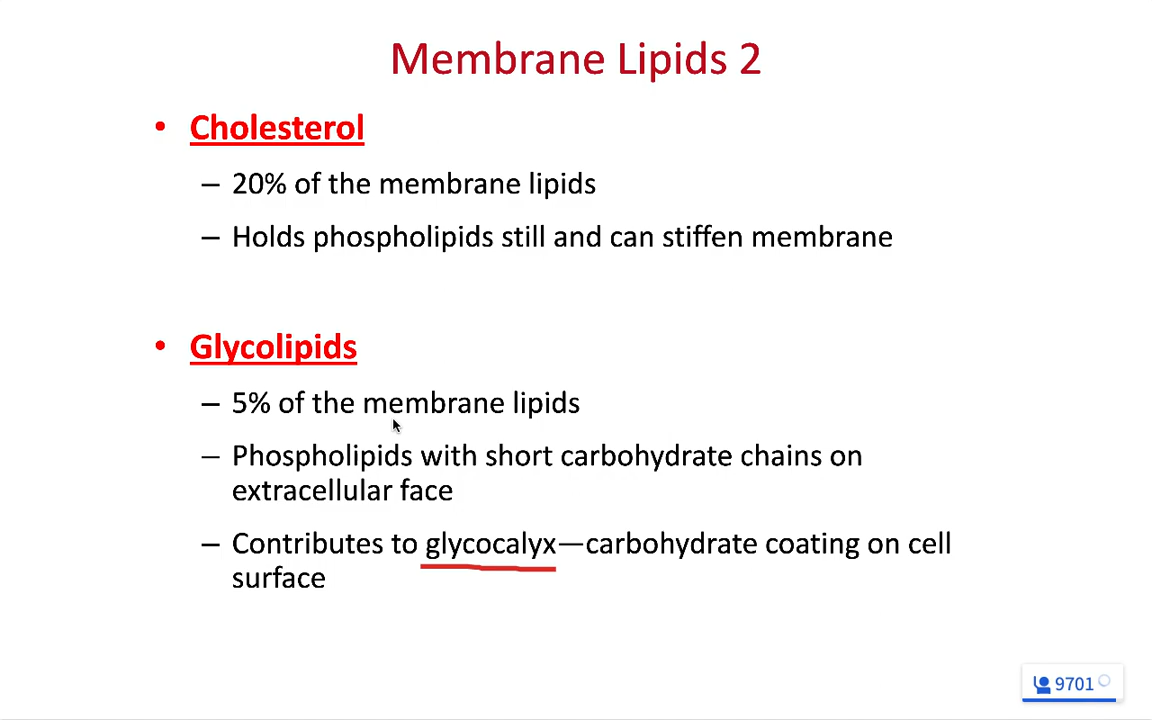 Membrane Lipids 2
• Cholesterol
– 20% of the membrane lipids
– Holds phospholipids still and can stiffen membrane
• Glycolipids
– 5% of the membrane lipids
– Phospholipids with short carbohydrate chains on
extracellular face
– Contributes to glycocalyx—carbohydrate coating on cell
surface
9701